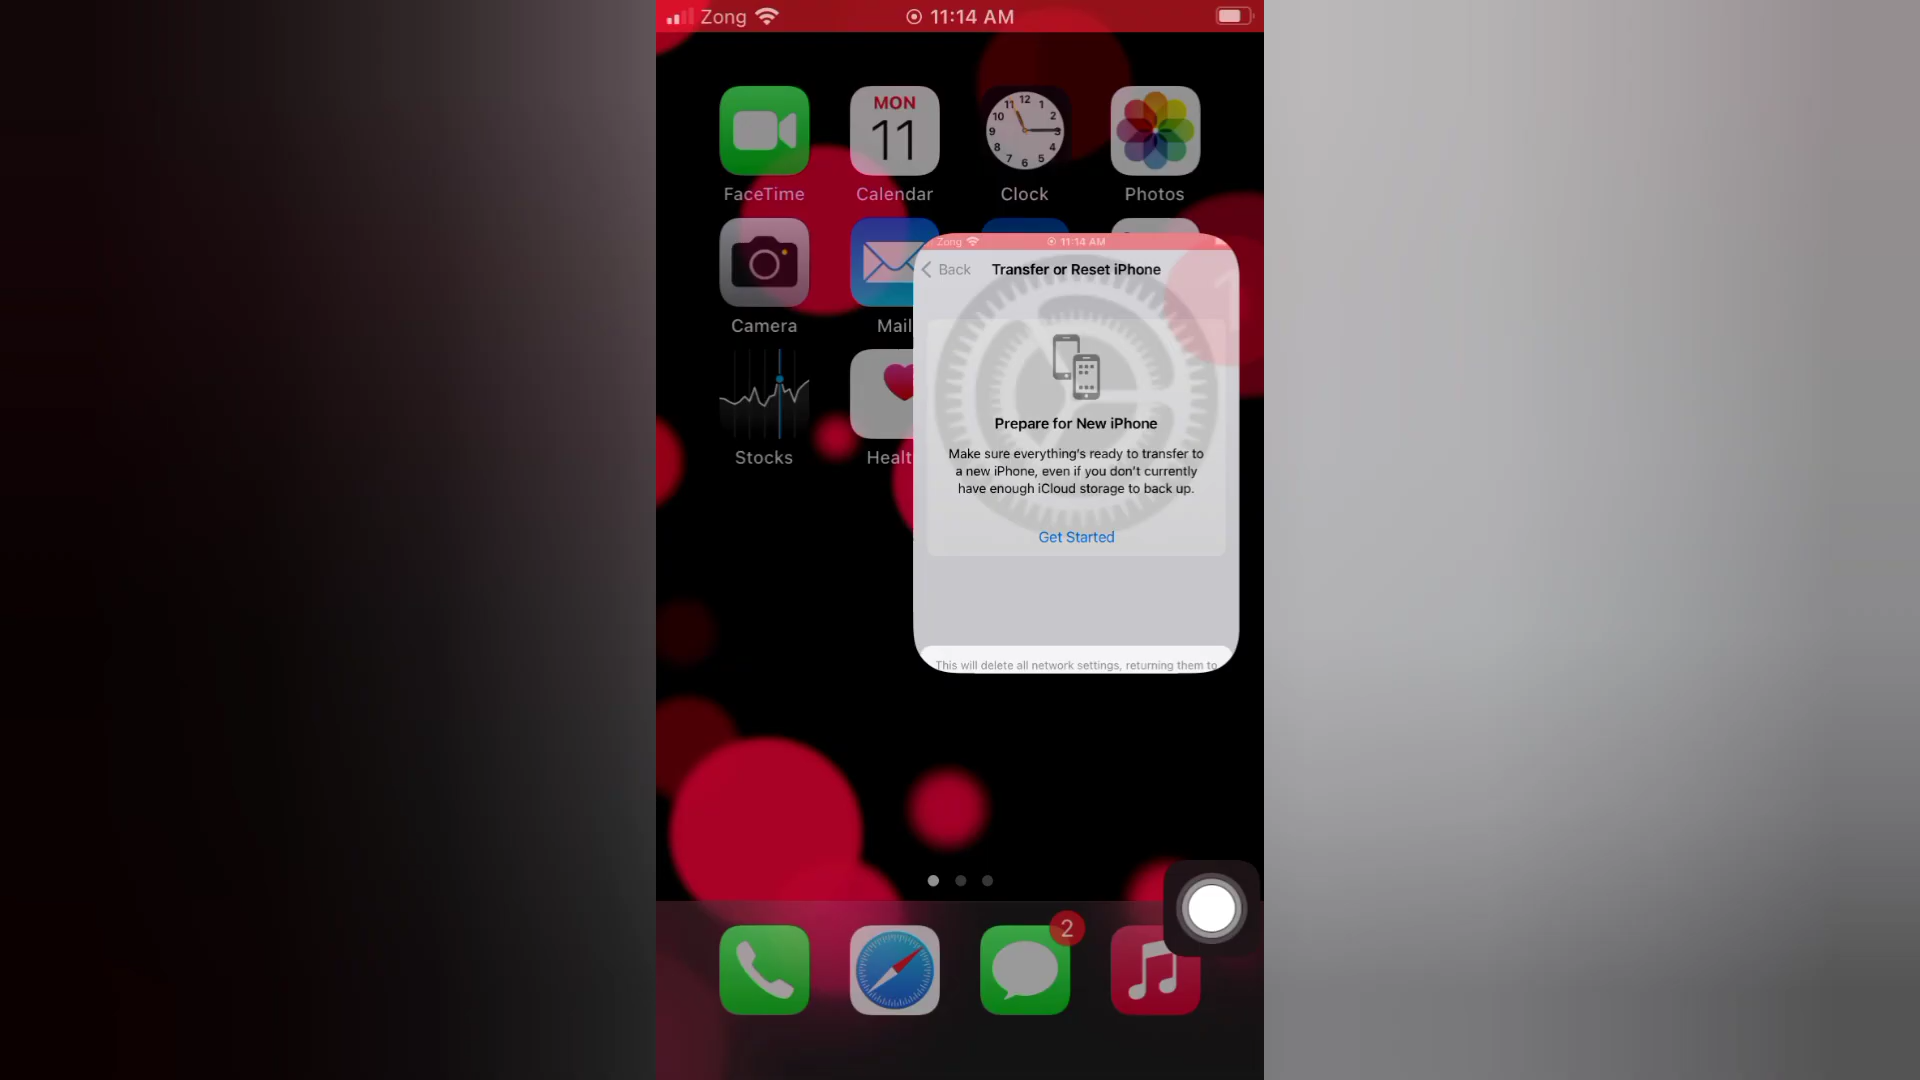 Zong 11:14 AM
MON
11
FaceTime Calendar Clock Photos
Zong 11:14 AM
Back Transfer or Reset iPhone
Camera Mail
Prepare for New iPhone
Make sure everything's ready to transfer to
a new iPhone, even if you don't currently
have enough iCloud storage to back up.
Stocks Healt
Get Started
This will delete all network settings, returning them to
2